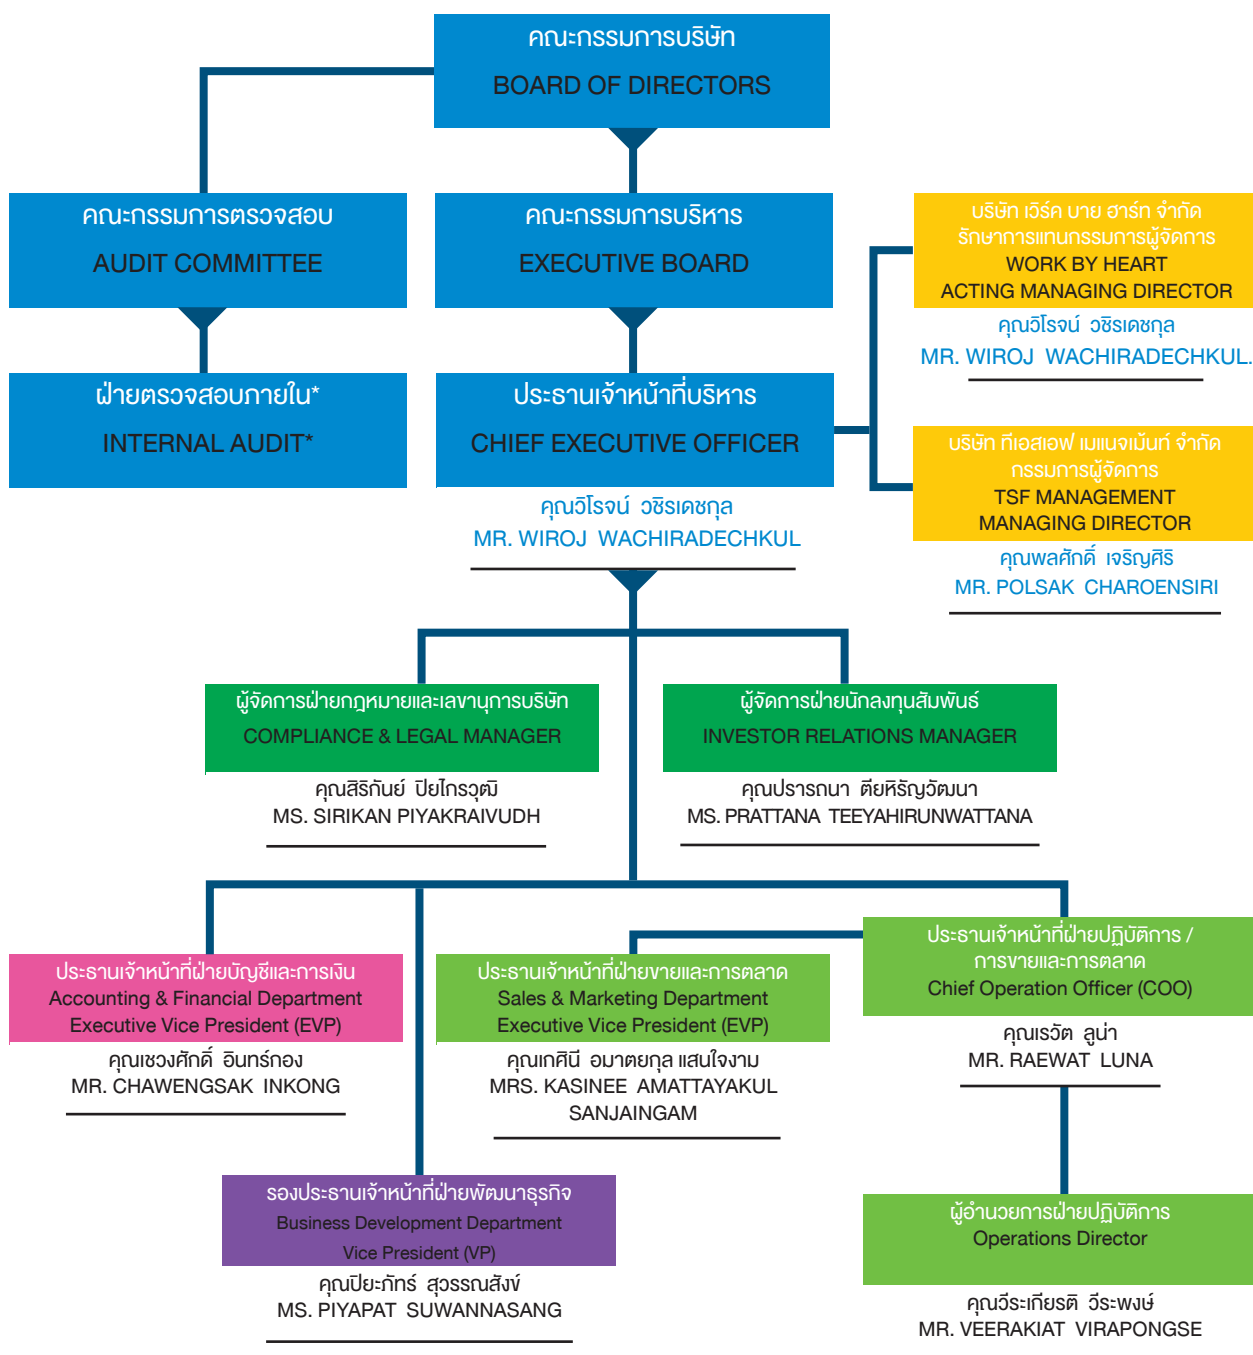 คณะกรรมการบริษัท
BOARD OF DIRECTORS
คณะกรรมการตรวจสอบ
AUDIT COMMITTEE
คณะกรรมการบริหาร
EXECUTIVE BOARD
บริษัท เวิร์ค บาย ฮาร์ท จำกัด
รักษาการแทนกรรมการผู้จัดการ
WORK BY HEART
ACTING MANAGING DIRECTOR
คุณวิโรจน์ วชิรเดชกุล
MR. WIROJ WACHIRADECHKUL.
ฝ่ายตรวจสอบภายใน*
INTERNAL AUDIT*
ประธานเจ้าหน้าที่บริหาร
CHIEF EXECUTIVE OFFICER
คุณวิโรจน์ วชิรเดชกุล
MR. WIROJ WACHIRADECHKUL
บริษัท ทีเอสเอฟ เมแนจเม้นท์ จำกัด
กรรมการผู้จัดการ
TSF MANAGEMENT
MANAGING DIRECTOR
คุณพลศักดิ์ เจริญศิริ
MR. POLSAK CHAROENSIRI
ผู้จัดการฝ่ายกฎหมายและเลขานุการบริษัท
COMPLIANCE & LEGAL MANAGER
คุณสิริกันย์ ปิยไกรวุฒิ
MS. SIRIKAN PIYAKRAIVUDH
ผู้จัดการฝ่ายนักลงทุนสัมพันธ์
INVESTOR RELATIONS MANAGER
คุณปรารถนา ตียหิรัญวัฒนา
MS. PRATTANA TEEYAHIRUNWATTANA
ประธานเจ้าหน้าที่ฝ่ายบัญชีและการเงิน
Accounting & Financial Department
Executive Vice President (EVP)
คุณเชวงศักดิ์ อินทร์กอง
MR. CHAWENGSAK INKONG
ประธานเจ้าหน้าที่ฝ่ายขายและการตลาด
Sales & Marketing Department
Executive Vice President (EVP)
คุณเกศินี อมาตยกุล แสนใจงาม
MRS. KASINEE AMATTAYAKUL
SANJAINGAM
ประธานเจ้าหน้าที่ฝ่ายปฏิบัติการ /
การขายและการตลาด
Chief Operation Officer (COO)
คุณเรวัต ลูน่า
MR. RAEWAT LUNA
รองประธานเจ้าหน้าที่ฝ่ายพัฒนาธุรกิจ
Business Development Department
Vice President (VP)
คุณปิยะภัทร์ สุวรรณสังข์
MS. PIYAPAT SUWANNASANG
ผู้อำนวยการฝ่ายปฏิบัติการ
Operations Director
คุณวีระเกียรติ วีระพงษ์
MR. VEERAKIAT VIRAPONGSE